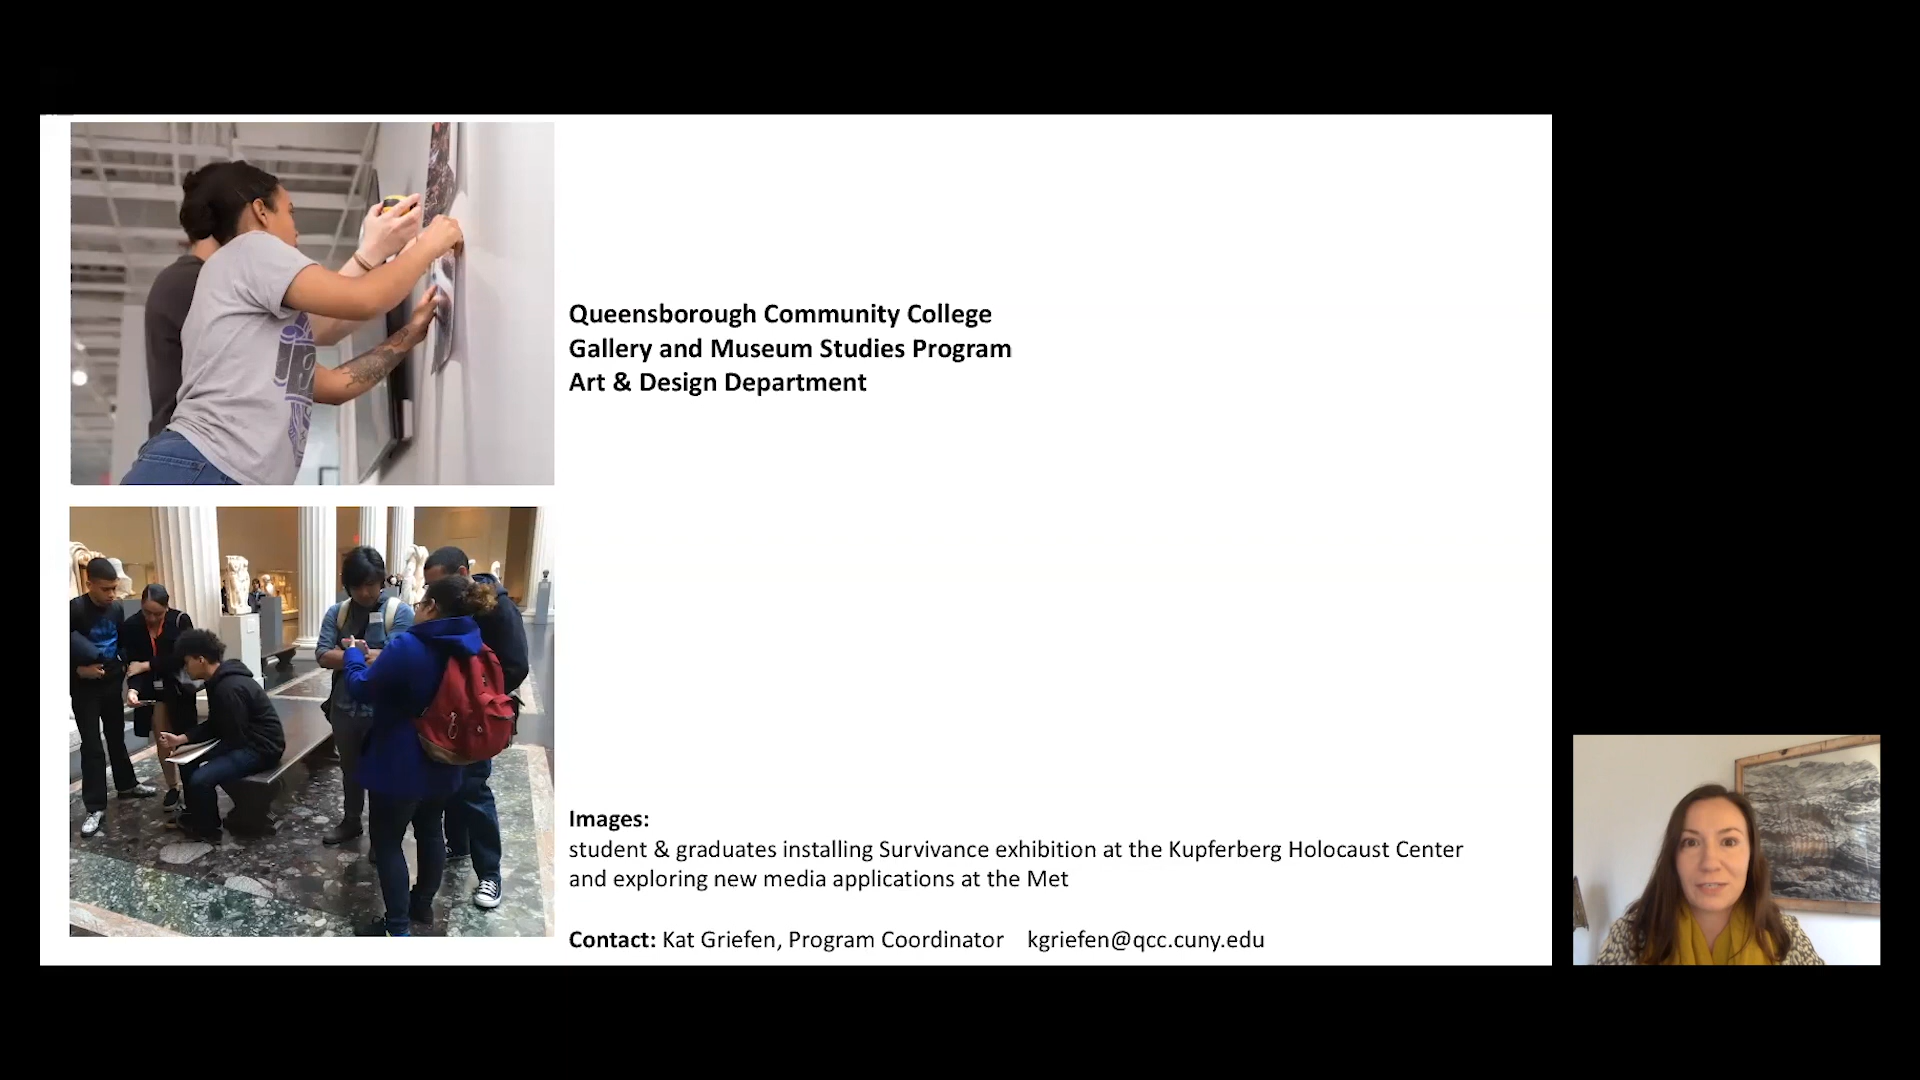 Queensborough Community College
Gallery and Museum Studies Program
Art & Design Department
Images:
student & graduates installing Survivance exhibition at the Kupferberg Holocaust Center
and exploring new media applications at the Met
Contact: Kat Griefen, Program Coordinator kgriefen@qcc.cuny.edu